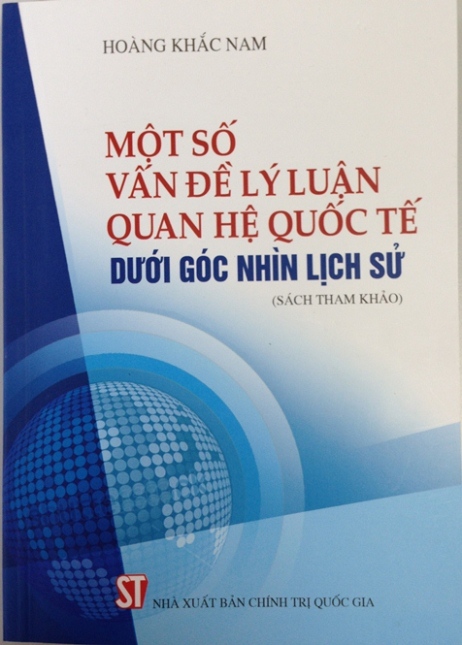 HOÀNG KHẮC NAM
MỘT SỐ
VẤN ĐỀ LÝ LUẬN
QUAN HỆ QUỐC TẾ
DƯỚI GÓC NHÌN LỊCH SỬ
(SÁCH THAM KHẢO)
ST NHÀ XUẤT BẢN CHÍNH TRỊ QUỐC GIA